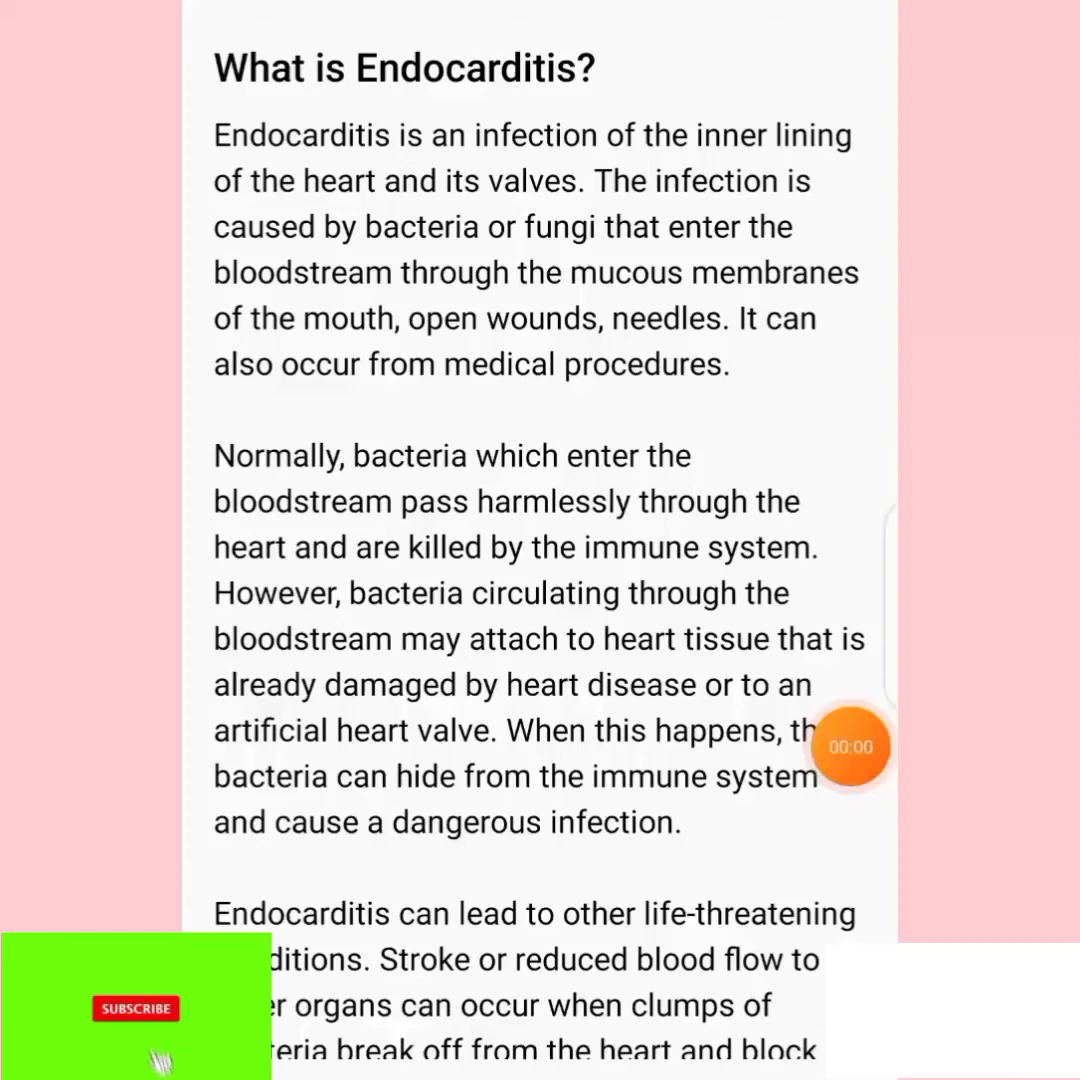 What is Endocarditis?
Endocarditis is an infection of the inner lining
of the heart and its valves. The infection is
caused by bacteria or fungi that enter the
bloodstream through the mucous membranes
of the mouth, open wounds, needles. It can
also occur from medical procedures.
Normally, bacteria which enter the
bloodstream pass harmlessly through the
heart and are killed by the immune system.
However, bacteria circulating through the
bloodstream may attach to heart tissue that is
already damaged by heart disease or to an
artificial heart valve. When this happens, th
00:00
bacteria can hide from the immune system
and cause a dangerous infection.
Endocarditis can lead to other life-threatening
ditions. Stroke or reduced blood flow to
r organs can occur when clumps of
SUBSCRIBE
teria break off from the heart and block